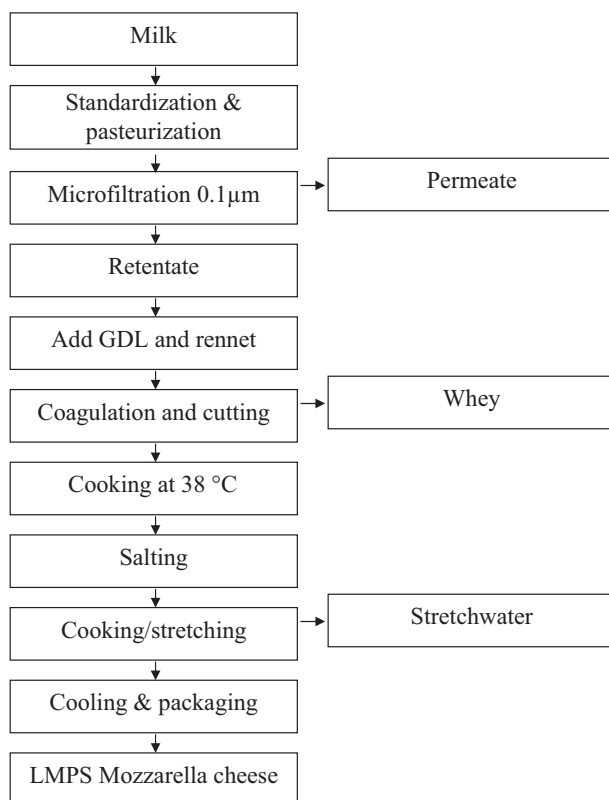 Milk
Standardization &
pasteurization
Microfiltration 0.1µm
Permeate
Retentate
Add GDL and rennet
Coagulation and cutting
Whey
Cooking at 38 °C
Salting
Cooking/stretching
Stretchwater
Cooling & packaging
LMPS Mozzarella cheese